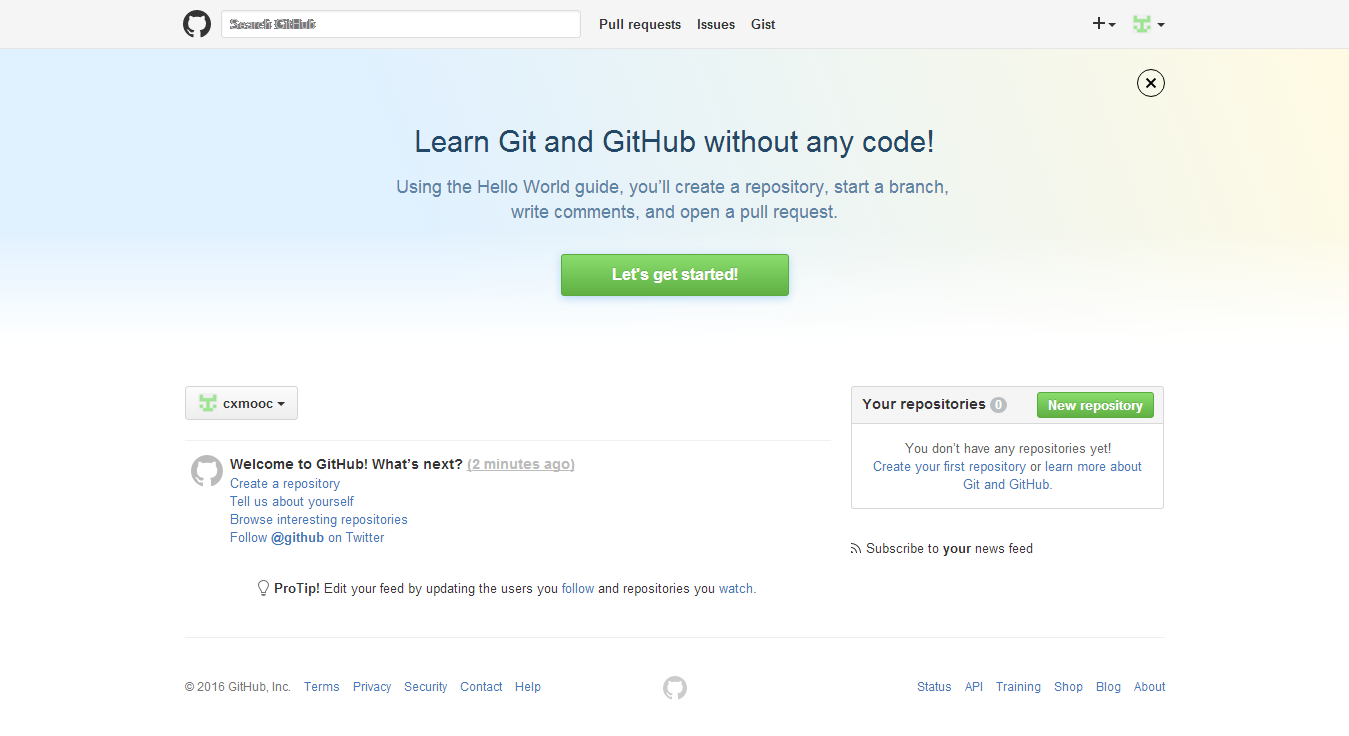 Search GitHub Pull requests Issues Gist
Learn Git and GitHub without any code!
Using the Hello World guide, you’ll create a repository, start a branch,
write comments, and open a pull request.
Let's get started!
cxmooc
Welcome to GitHub! What’s next? (2 minutes ago)
Create a repository
Tell us about yourself
Browse interesting repositories
Follow @github on Twitter
ProTip! Edit your feed by updating the users you follow and repositories you watch.
Your repositories 0 New repository
You don’t have any repositories yet!
Create your first repository or learn more about
Git and GitHub.
Subscribe to your news feed
© 2016 GitHub, Inc. Terms Privacy Security Contact Help
Status API Training Shop Blog About